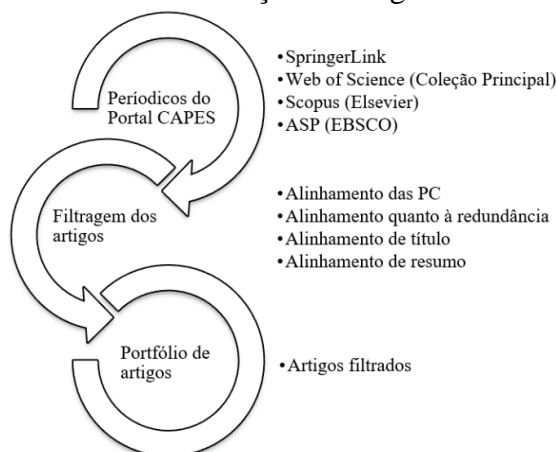 Períodicos do
Portal CAPES
•SpringerLink
•Web of Science (Coleção Principal)
•Scopus (Elsevier)
•ASP (EBSCO)
Filtragem dos
artigos
•Alinhamento das PC
•Alinhamento quanto à redundância
•Alinhamento de título
•Alinhamento de resumo
Portfólio de
artigos
•Artigos filtrados